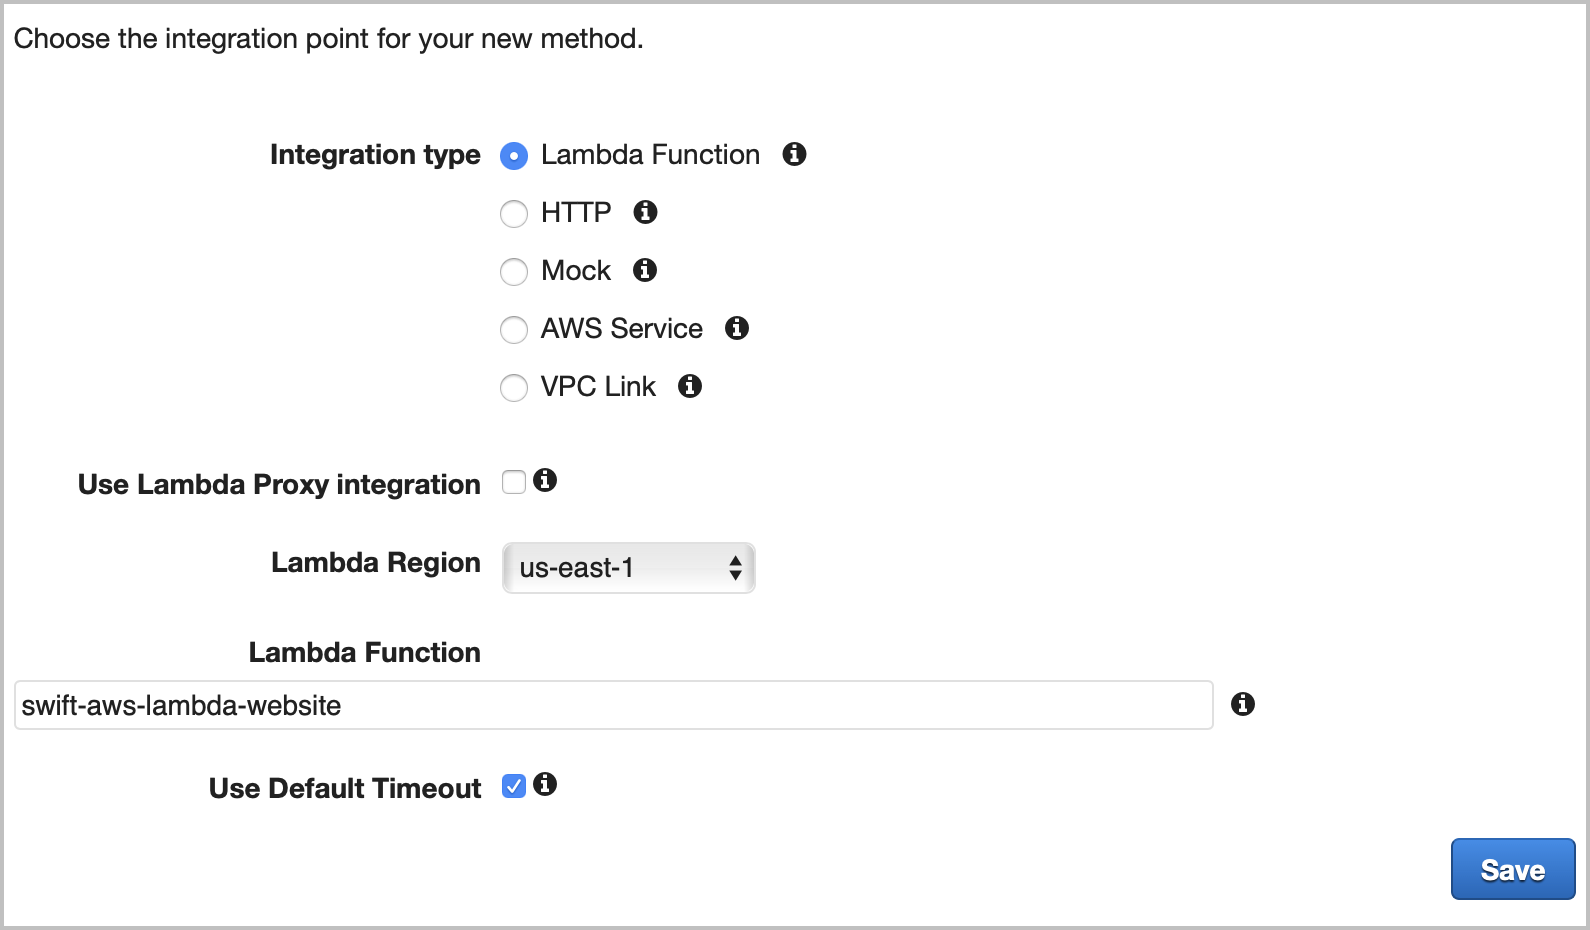 Choose the integration point for your new method.
Integration type Lambda Function
HTTP
Mock
AWS Service
VPC Link
Use Lambda Proxy integration
Lambda Region us-east-1
Lambda Function
swift-aws-lambda-website
Use Default Timeout
Save